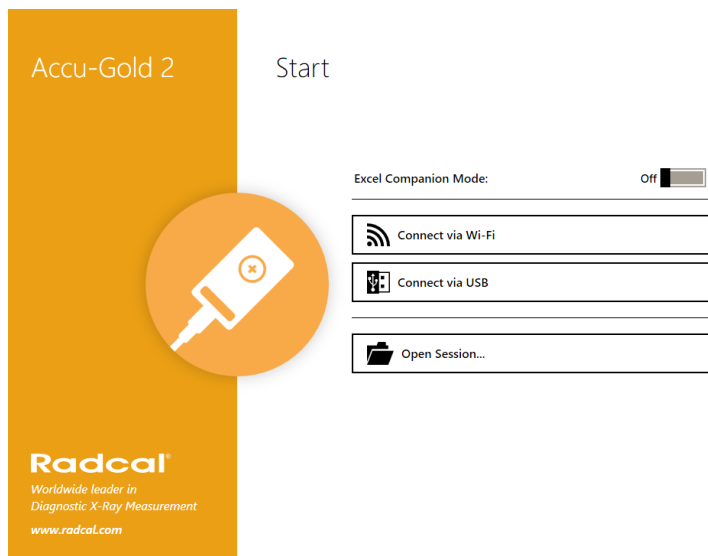 Accu-Gold 2
Start
Excel Companion Mode:
Off
Connect via Wi-Fi
Connect via USB
Open Session...
Radcal®
Worldwide leader in
Diagnostic X-Ray Measurement
www.radcal.com